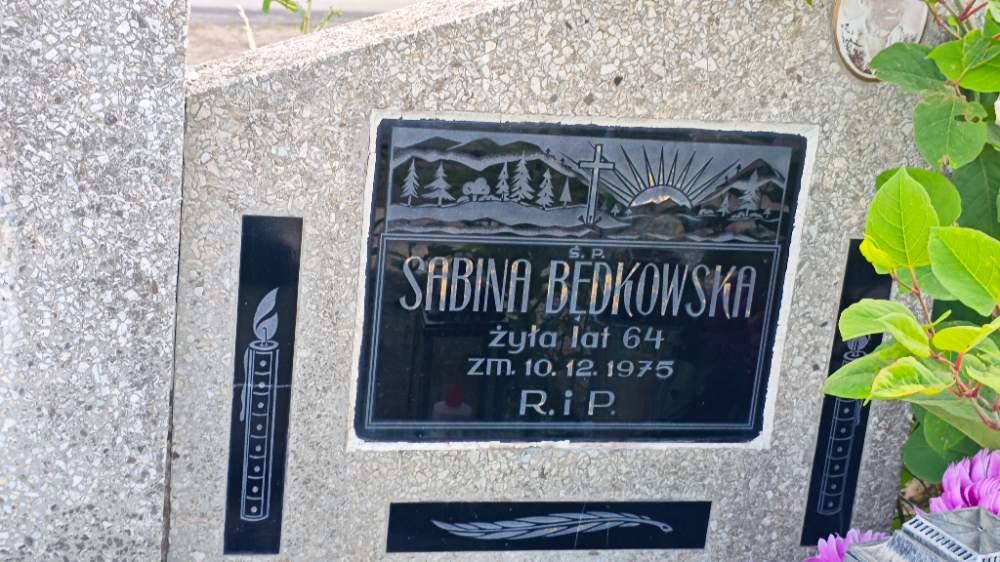 Ś. P.
SABINA BĘDKOWSKA
żyła lat 64
zm. 10. 12. 1975
R. i P.